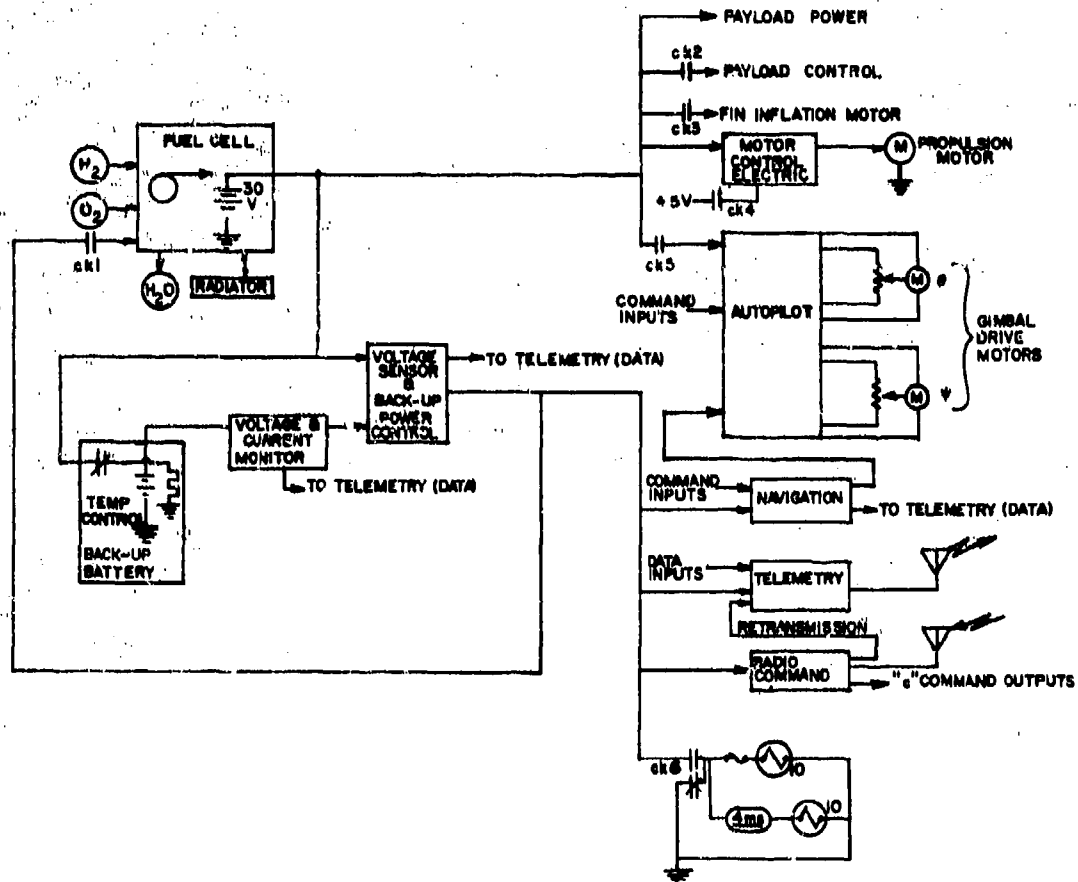 PAYLOAD POWER
ck2
PAYLOAD CONTROL
FIN INFLATION MOTOR
ck3
FUEL CELL
MOTOR
CONTROL
ELECTRIC
M
PROPULSION
MOTOR
H2
30
V
O2
4.5V
ck4
ck1
ck5
H2O
RADIATOR
COMMAND
INPUTS
AUTOPILOT
M
θ
GIMBAL
DRIVE
MOTORS
M
Ψ
VOLTAGE
SENSOR
&
BACK-UP
POWER
CONTROL
TO TELEMETRY (DATA)
VOLTAGE &
CURRENT
MONITOR
TO TELEMETRY (DATA)
TEMP
CONTROL
BACK-UP
BATTERY
COMMAND
INPUTS
NAVIGATION
TO TELEMETRY (DATA)
DATA
INPUTS
TELEMETRY
RETRANSMISSION
RADIO
COMMAND
"c" COMMAND OUTPUTS
ck6
10
4ms
10